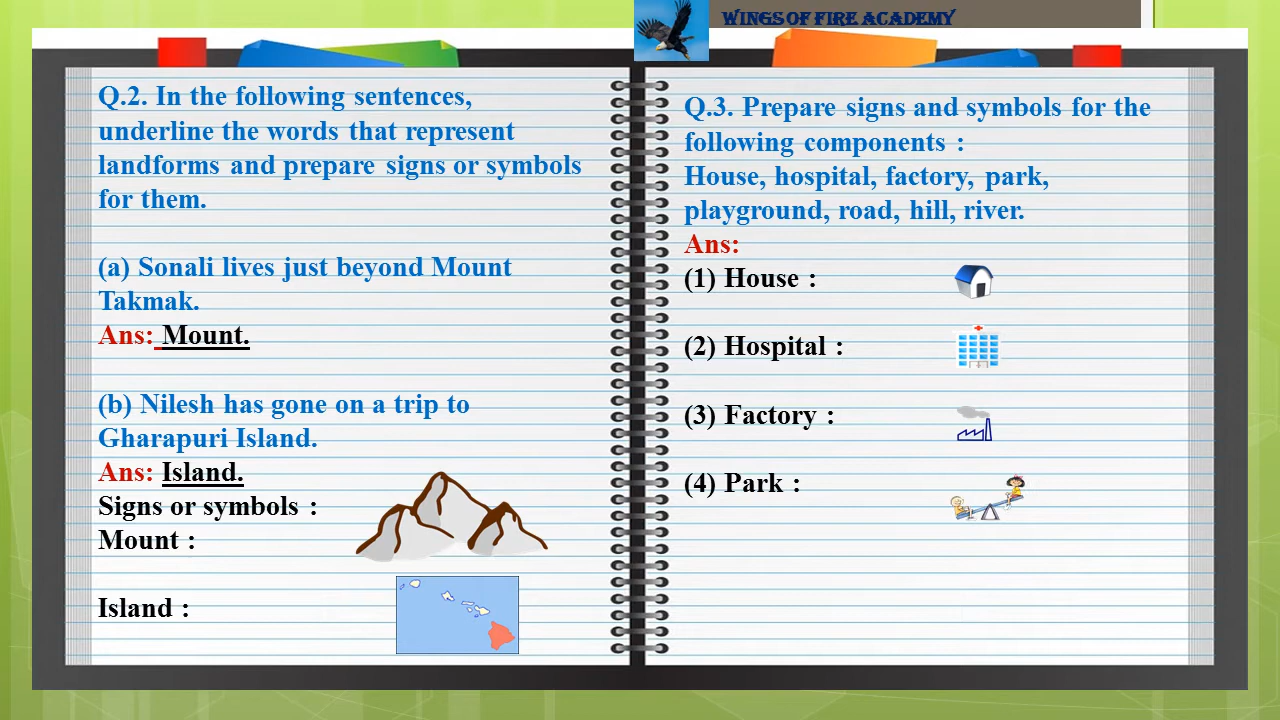 WINGS OF FIRE ACADEMY
Q.2. In the following sentences,
underline the words that represent
landforms and prepare signs or symbols
for them.
(a) Sonali lives just beyond Mount
Takmak.
Ans: Mount.
(b) Nilesh has gone on a trip to
Gharapuri Island.
Ans: Island.
Signs or symbols :
Mount :
Island :
Q.3. Prepare signs and symbols for the
following components :
House, hospital, factory, park,
playground, road, hill, river.
Ans:
(1) House :
(2) Hospital :
(3) Factory :
(4) Park :